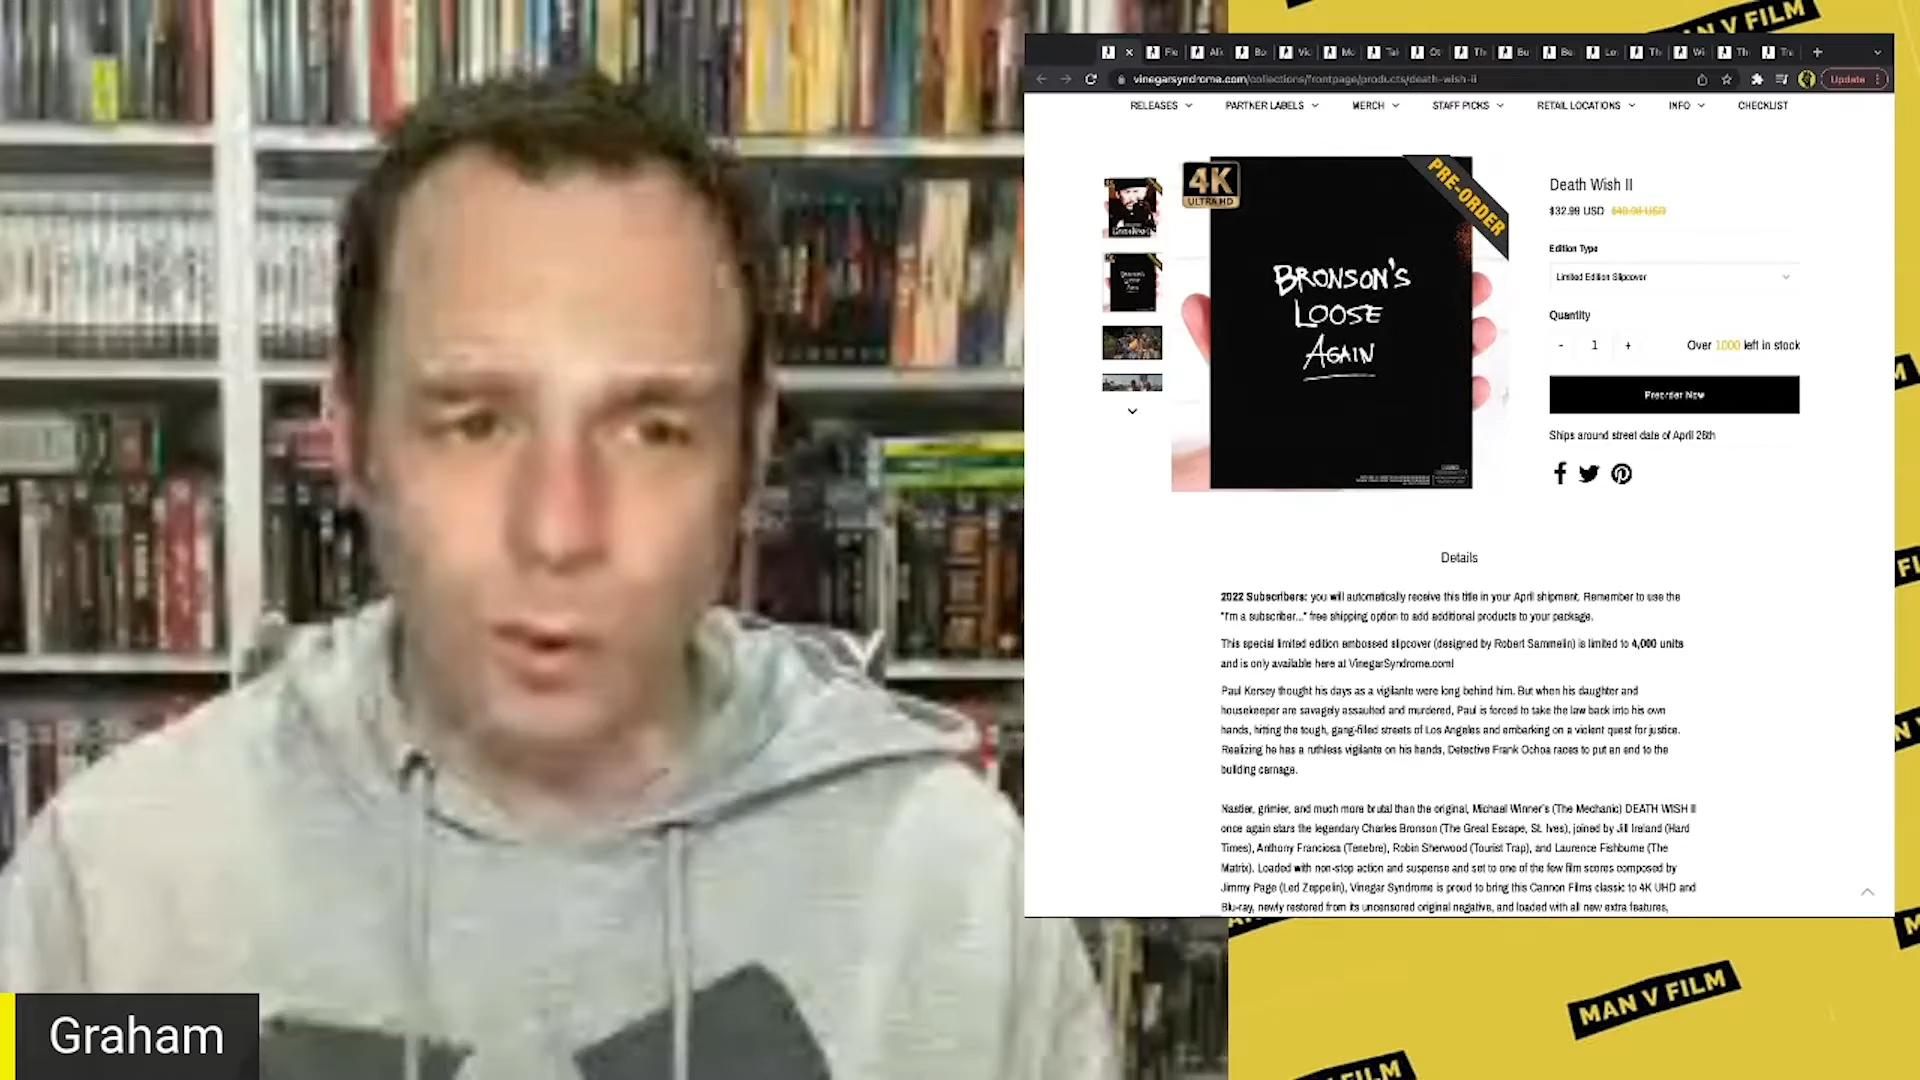 MAN V FILM
vinegarsyndrome.com/collections/frontpage/products/death-wish-ii
Update
RELEASES PARTNER LABELS MERCH STAFF PICKS RETAIL LOCATIONS INFO CHECKLIST
4K
ULTRA HD
PRE-ORDER
BRONSON'S
LOOSE
AGAIN
Death Wish II
$32.99 USD
Edition Type
Limited Edition Slipcover
Quantity
- 1 + Over 1000 left in stock
Preorder Now
Ships around street date of April 26th
Details
2022 Subscribers: you will automatically receive this title in your April shipment. Remember to use the
"I'm a subscriber..." free shipping option to add additional products to your package.
This special limited edition embossed slipcover (designed by Robert Sammelin) is limited to 4,000 units
and is only available here at VinegarSyndrome.com!
Paul Kersey thought his days as a vigilante were long behind him. But when his daughter and
housekeeper are savagely assaulted and murdered, Paul is forced to take the law back into his own
hands, hitting the tough, gang-filled streets of Los Angeles and embarking on a violent quest for justice.
Realizing he has a ruthless vigilante on his hands, Detective Frank Ochoa races to put an end to the
building carnage.
Nastier, grimier, and much more brutal than the original, Michael Winner's (The Mechanic) DEATH WISH II
once again stars the legendary Charles Bronson (The Great Escape, St. Ives), joined by Jill Ireland (Hard
Times), Anthony Franciosa (Tenebre), Robin Sherwood (Tourist Trap), and Laurence Fishburne (The
Matrix). Loaded with non-stop action and suspense and set to one of the few film scores composed by
Jimmy Page (Led Zeppelin), Vinegar Syndrome is proud to bring this Cannon Films classic to 4K UHD and
Blu-ray, newly restored from its uncensored original negative, and loaded with all new extra features,
MAN V FILM
Graham